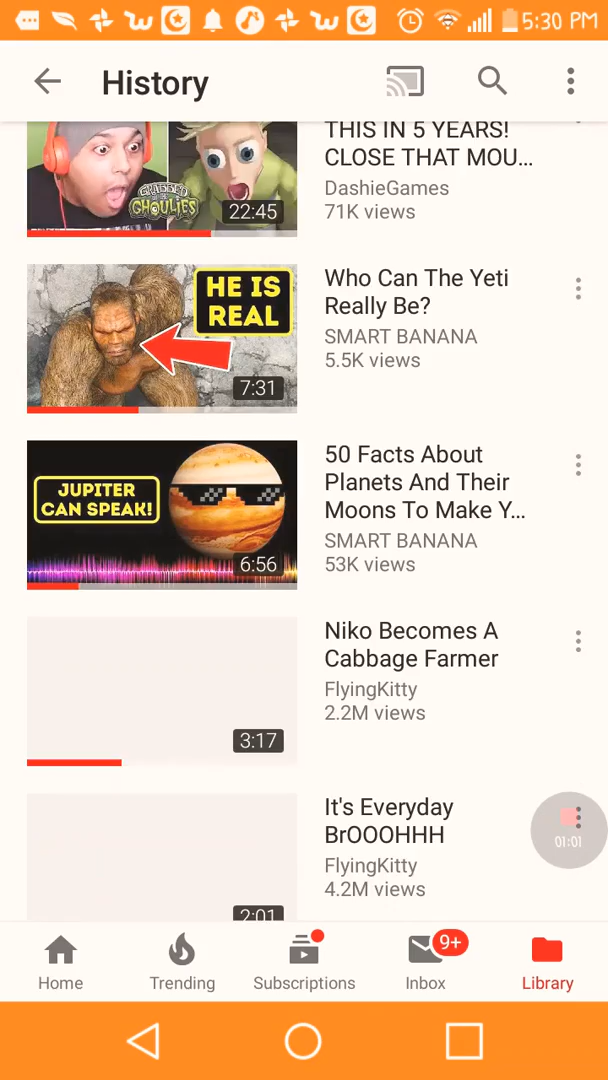 5:30 PM
History
THIS IN 5 YEARS!
CLOSE THAT MOU...
DashieGames
71K views
GRABBED
BY THE
GHOULIES
22:45
Who Can The Yeti
Really Be?
SMART BANANA
5.5K views
HE IS
REAL
7:31
50 Facts About
Planets And Their
Moons To Make Y...
SMART BANANA
53K views
JUPITER
CAN SPEAK!
6:56
Niko Becomes A
Cabbage Farmer
FlyingKitty
2.2M views
3:17
It's Everyday
BrOOOHHH
FlyingKitty
4.2M views
2:01
01:01
9+
Home
Trending
Subscriptions
Inbox
Library